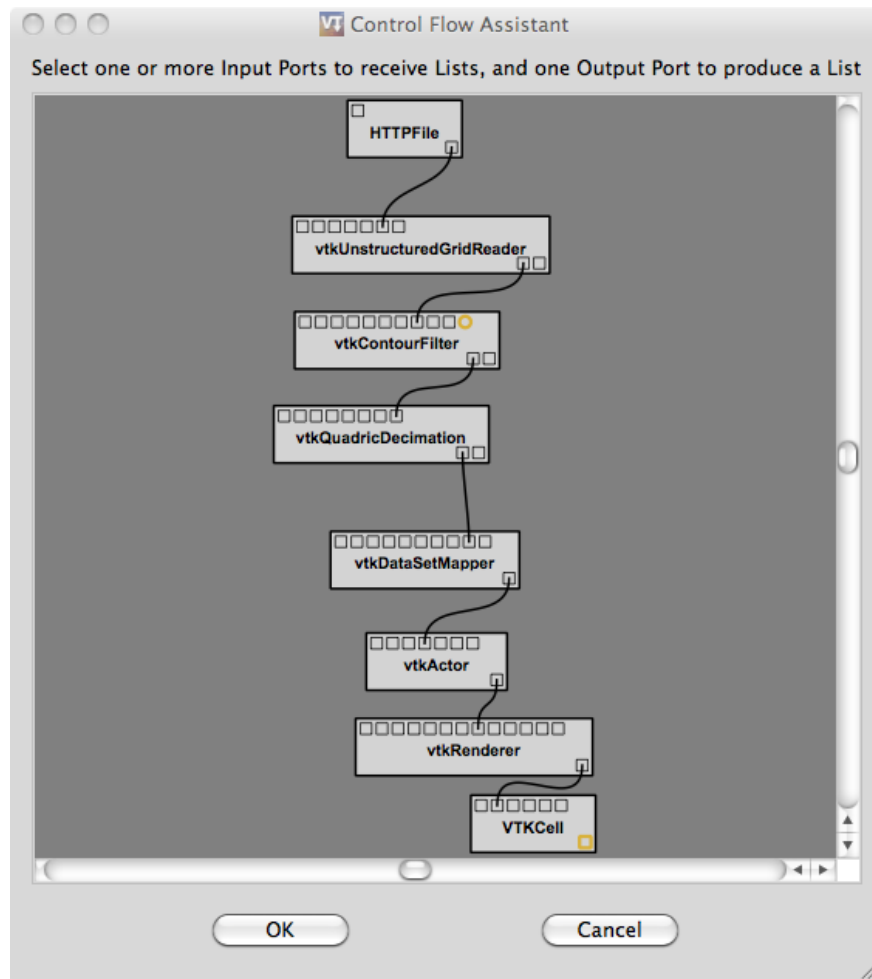 VT Control Flow Assistant
Select one or more Input Ports to receive Lists, and one Output Port to produce a List
HTTPFile
vtkUnstructuredGridReader
vtkContourFilter
vtkQuadricDecimation
vtkDataSetMapper
vtkActor
vtkRenderer
VTKCell
OK Cancel